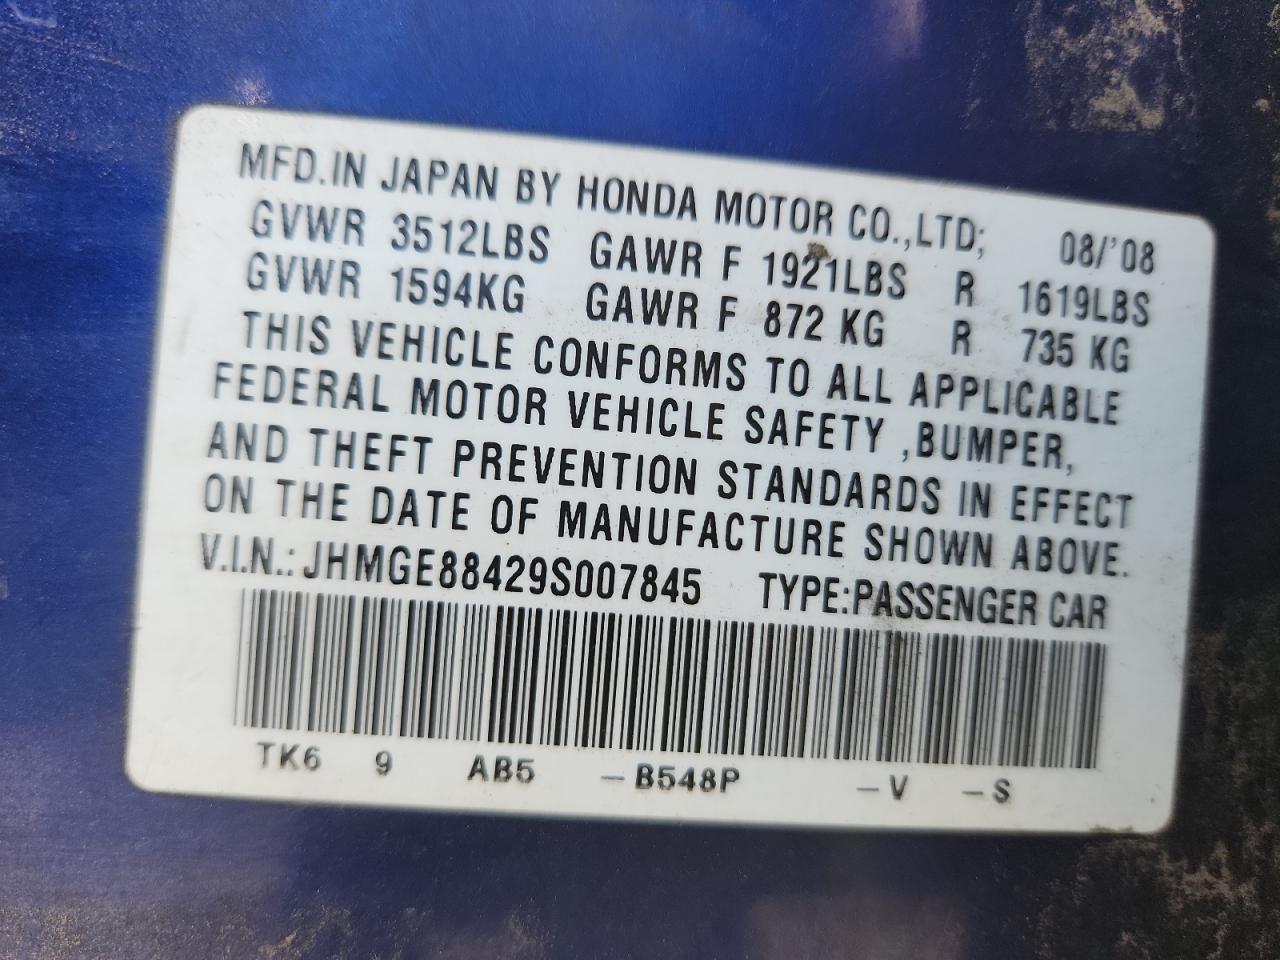 MFD.IN JAPAN BY HONDA MOTOR CO.,LTD; 08/'08
GVWR 3512LBS GAWR F 1921LBS R 1619LBS
GVWR 1594KG GAWR F 872 KG R 735 KG
THIS VEHICLE CONFORMS TO ALL APPLICABLE
FEDERAL MOTOR VEHICLE SAFETY ,BUMPER,
AND THEFT PREVENTION STANDARDS IN EFFECT
ON THE DATE OF MANUFACTURE SHOWN ABOVE.
V.I.N.: JHMGE88429S007845 TYPE:PASSENGER CAR
TK6 9 AB5 –B548P –V –S